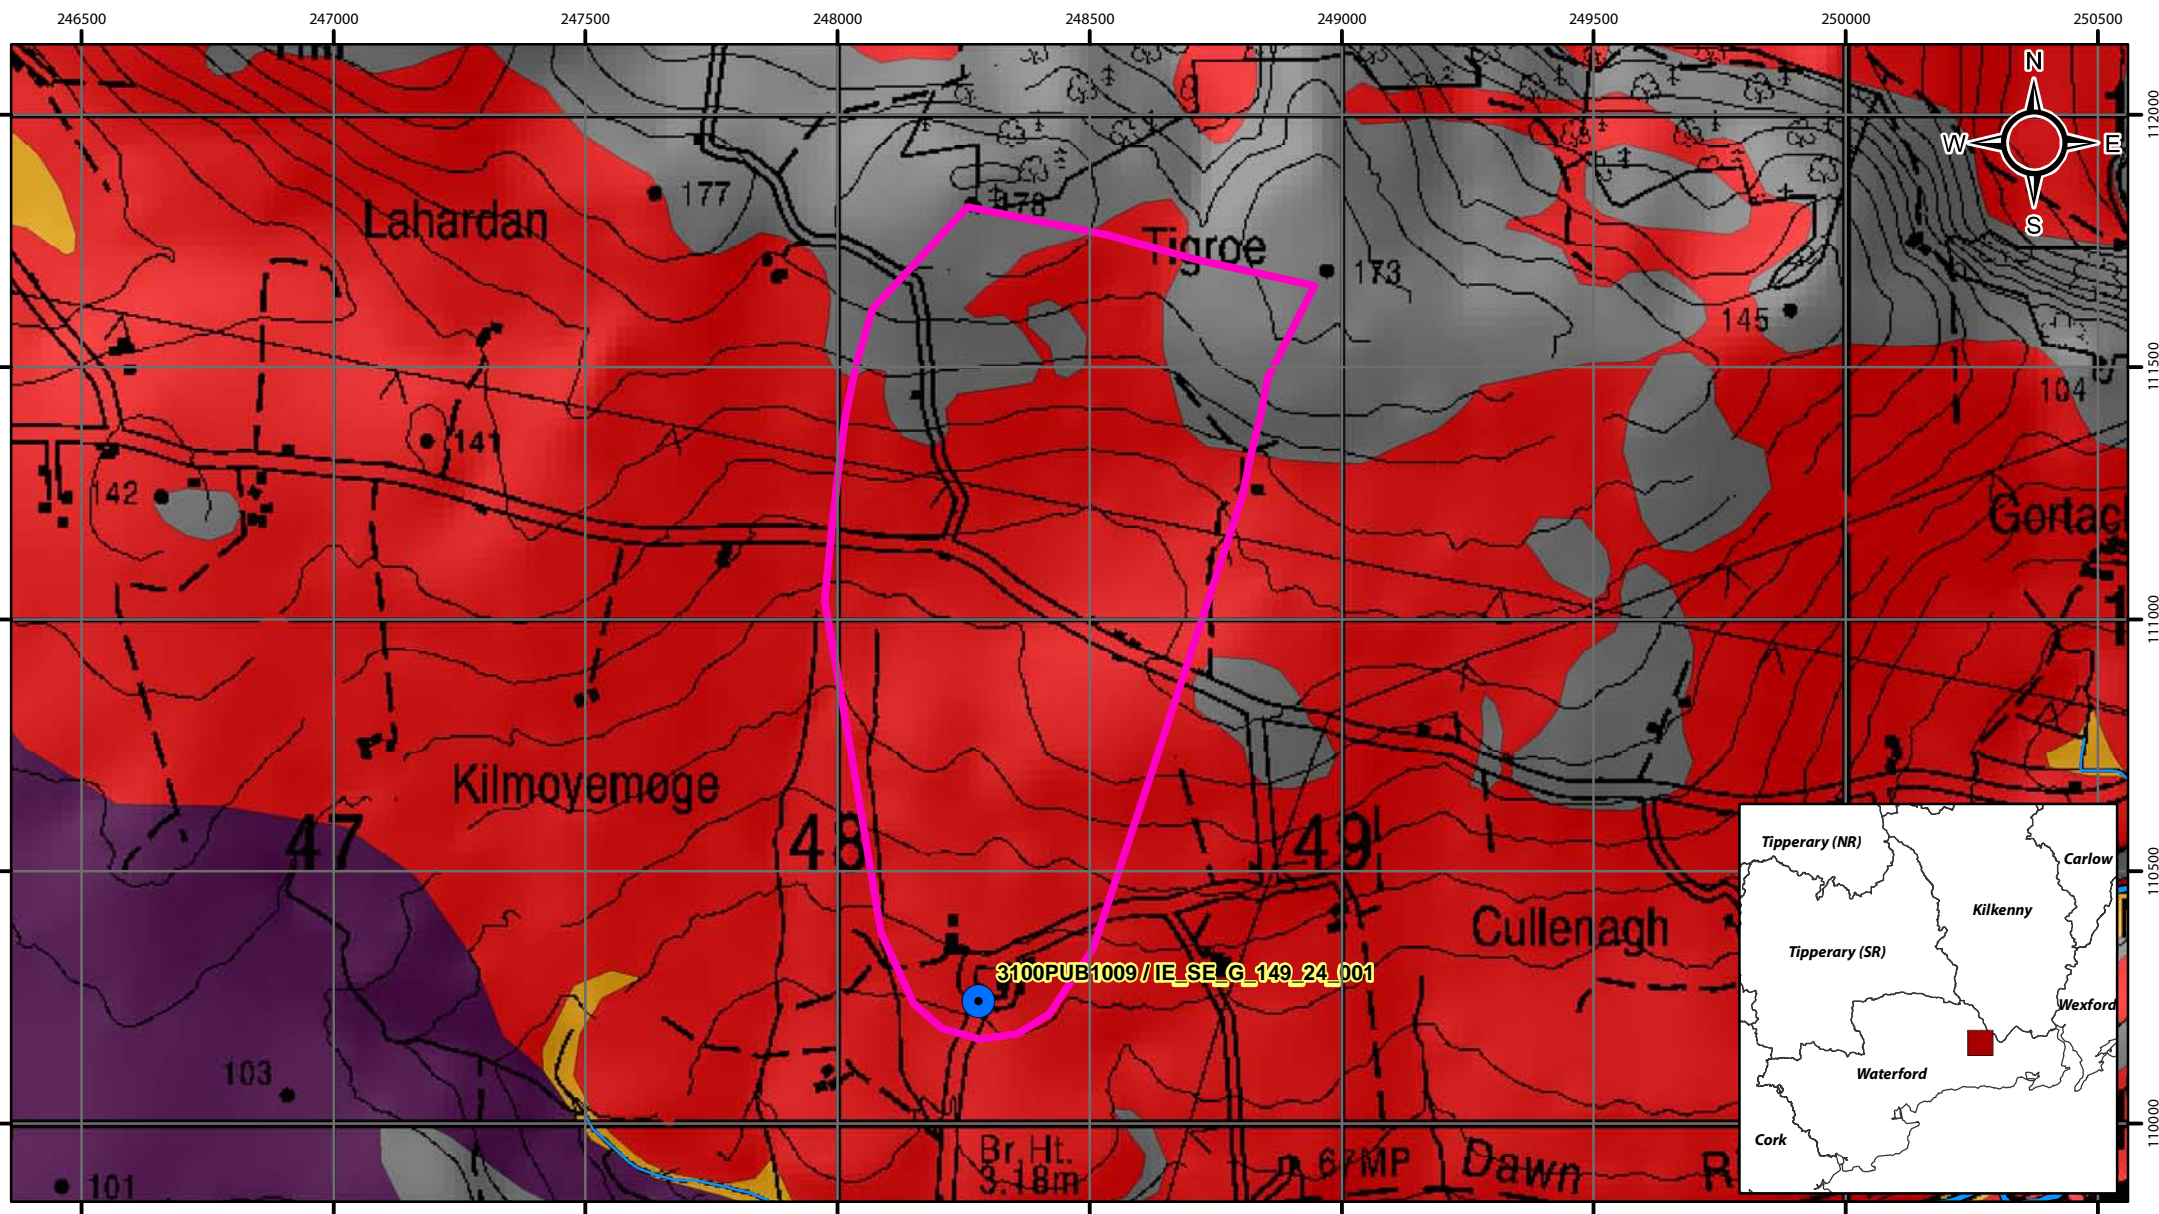 246500 247000 247500 248000 248500 249000 249500 250000 250500
N
W E
S
112000
177
178
Lahardan
Tigroe
173
145
111500
104
141
142
Gortac
111000
Kilmoyemoge
47 48 49
Tipperary (NR)
Carlow
110500
Kilkenny
Cullenagh
Tipperary (SR)
3100PUB1009 / IE_SE_G_149_24_001
Wexford
103
Waterford
110000
Cork
Br. Ht.
3.18m
67MP
Dawn
R
101